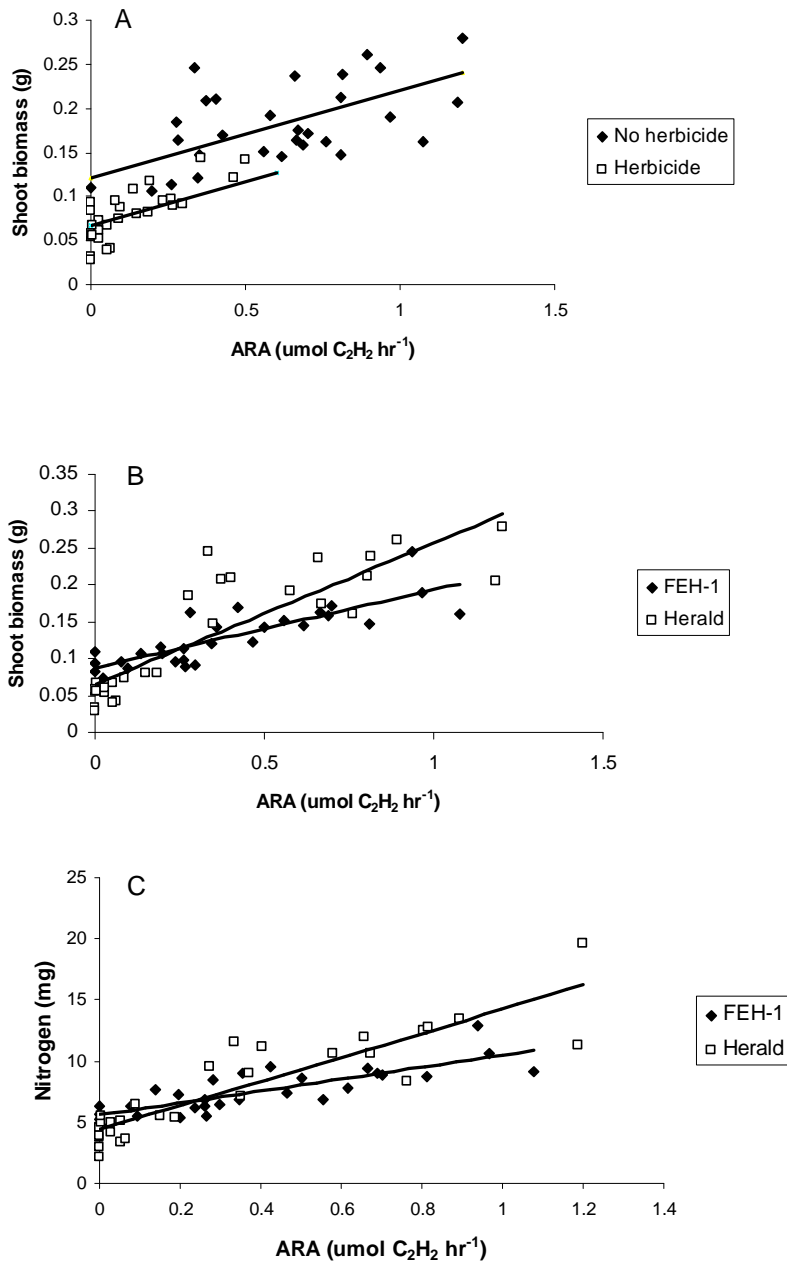 A
0.3
0.25
0.2
0.15
0.1
0.05
0
Shoot biomass (g)
0 0.5 1 1.5
ARA (umol C₂H₂ hr⁻¹)
No herbicide
Herbicide
B
0.35
0.3
0.25
0.2
0.15
0.1
0.05
0
Shoot biomass (g)
0 0.5 1 1.5
ARA (umol C₂H₂ hr⁻¹)
FEH-1
Herald
C
25
20
15
10
5
0
Nitrogen (mg)
0 0.2 0.4 0.6 0.8 1 1.2 1.4
ARA (umol C₂H₂ hr⁻¹)
FEH-1
Herald